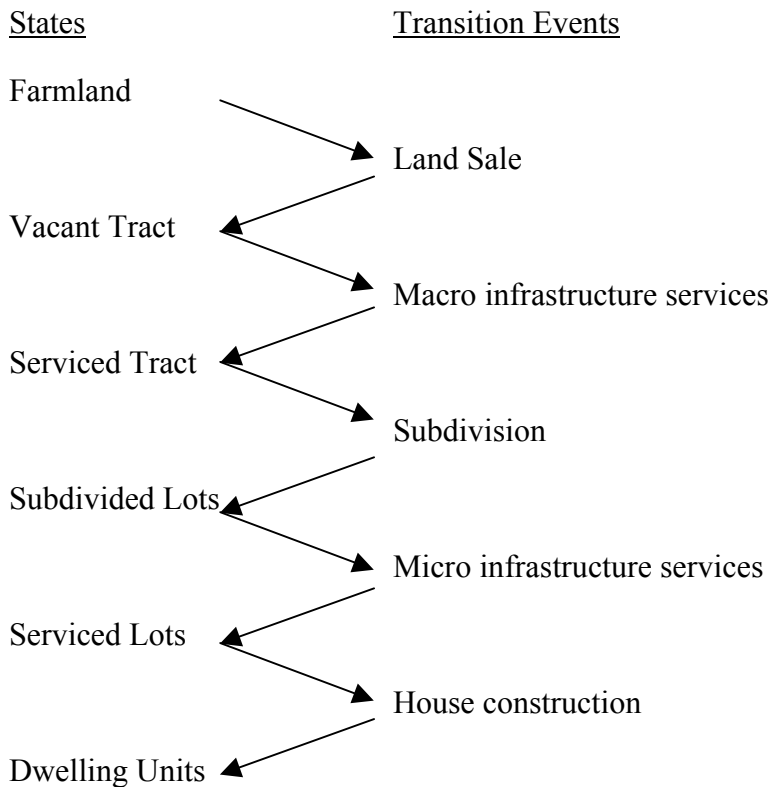 States
Transition Events
Farmland
Land Sale
Vacant Tract
Macro infrastructure services
Serviced Tract
Subdivision
Subdivided Lots
Micro infrastructure services
Serviced Lots
House construction
Dwelling Units